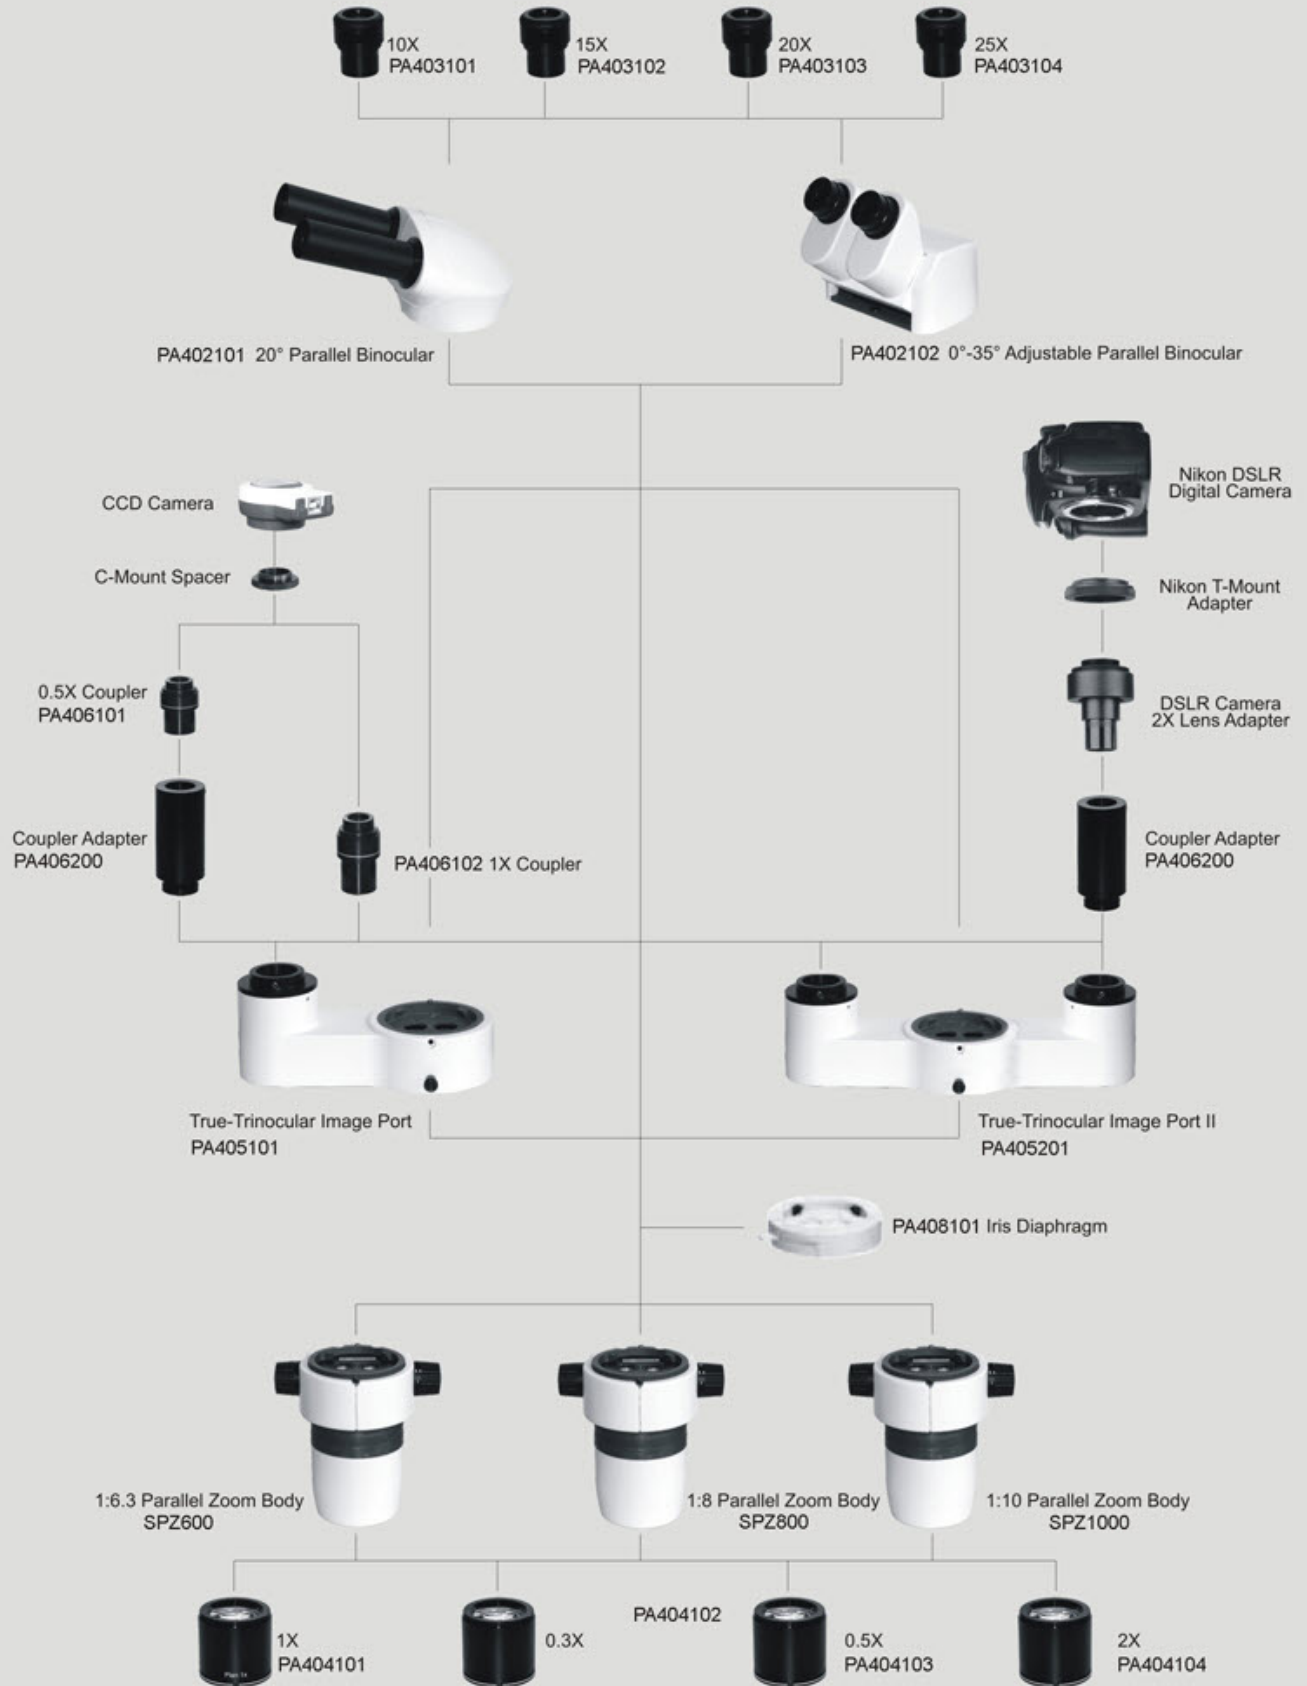 10X
PA403101
15X
PA403102
20X
PA403103
25X
PA403104
PA402101 20° Parallel Binocular
PA402102 0°-35° Adjustable Parallel Binocular
CCD Camera
C-Mount Spacer
Nikon DSLR
Digital Camera
Nikon T-Mount
Adapter
0.5X Coupler
PA406101
DSLR Camera
2X Lens Adapter
Coupler Adapter
PA406200
PA406102 1X Coupler
Coupler Adapter
PA406200
True-Trinocular Image Port
PA405101
True-Trinocular Image Port II
PA405201
PA408101 Iris Diaphragm
1:6.3 Parallel Zoom Body
SPZ600
1:8 Parallel Zoom Body
SPZ800
1:10 Parallel Zoom Body
SPZ1000
1X
PA404101
Plan 1x
0.3X
PA404102
0.5X
PA404103
2X
PA404104